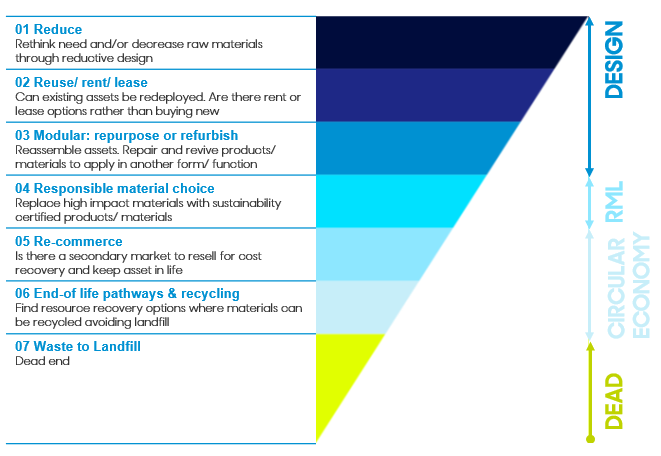 01 Reduce
Rethink need and/or decrease raw materials
through reductive design
02 Reuse/ rent/ lease
Can existing assets be redeployed. Are there rent or
lease options rather than buying new
03 Modular: repurpose or refurbish
Reassemble assets. Repair and revive products/
materials to apply in another form/ function
04 Responsible material choice
Replace high impact materials with sustainability
certified products/ materials
05 Re-commerce
Is there a secondary market to resell for cost
recovery and keep asset in life
06 End-of life pathways & recycling
Find resource recovery options where materials can
be recycled avoiding landfill
07 Waste to Landfill
Dead end
DESIGN
RML
CIRCULAR
ECONOMY
DEAD